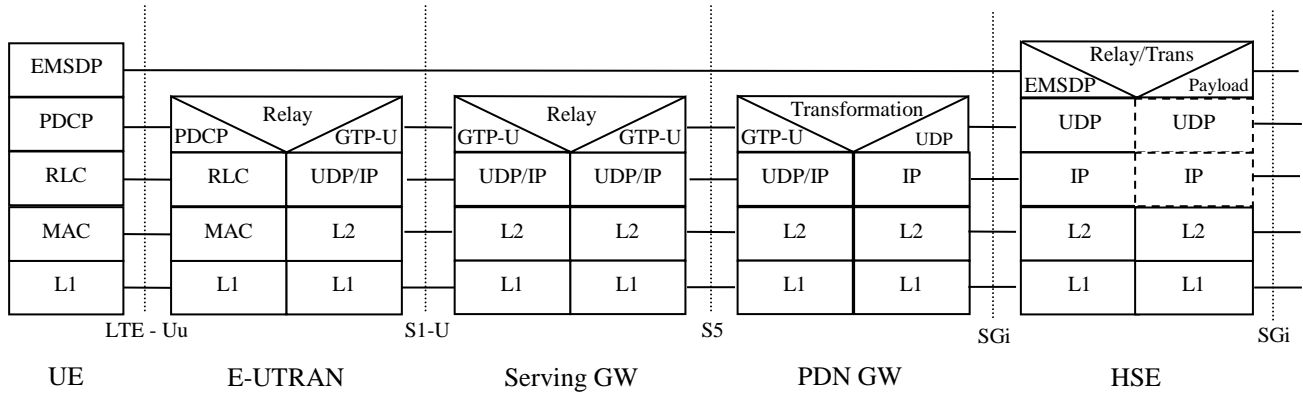 EMSDP
PDCP
RLC
MAC
L1
PDCP
Relay
GTP-U
RLC
UDP/IP
MAC
L2
L1
L1
GTP-U
Relay
GTP-U
UDP/IP
UDP/IP
L2
L2
L1
L1
GTP-U
Transformation
UDP
UDP/IP
IP
L2
L2
L1
L1
Relay/Trans
EMSDP
Payload
UDP
UDP
IP
IP
L2
L2
L1
L1
LTE - Uu
S1-U
S5
SGi
SGi
UE
E-UTRAN
Serving GW
PDN GW
HSE